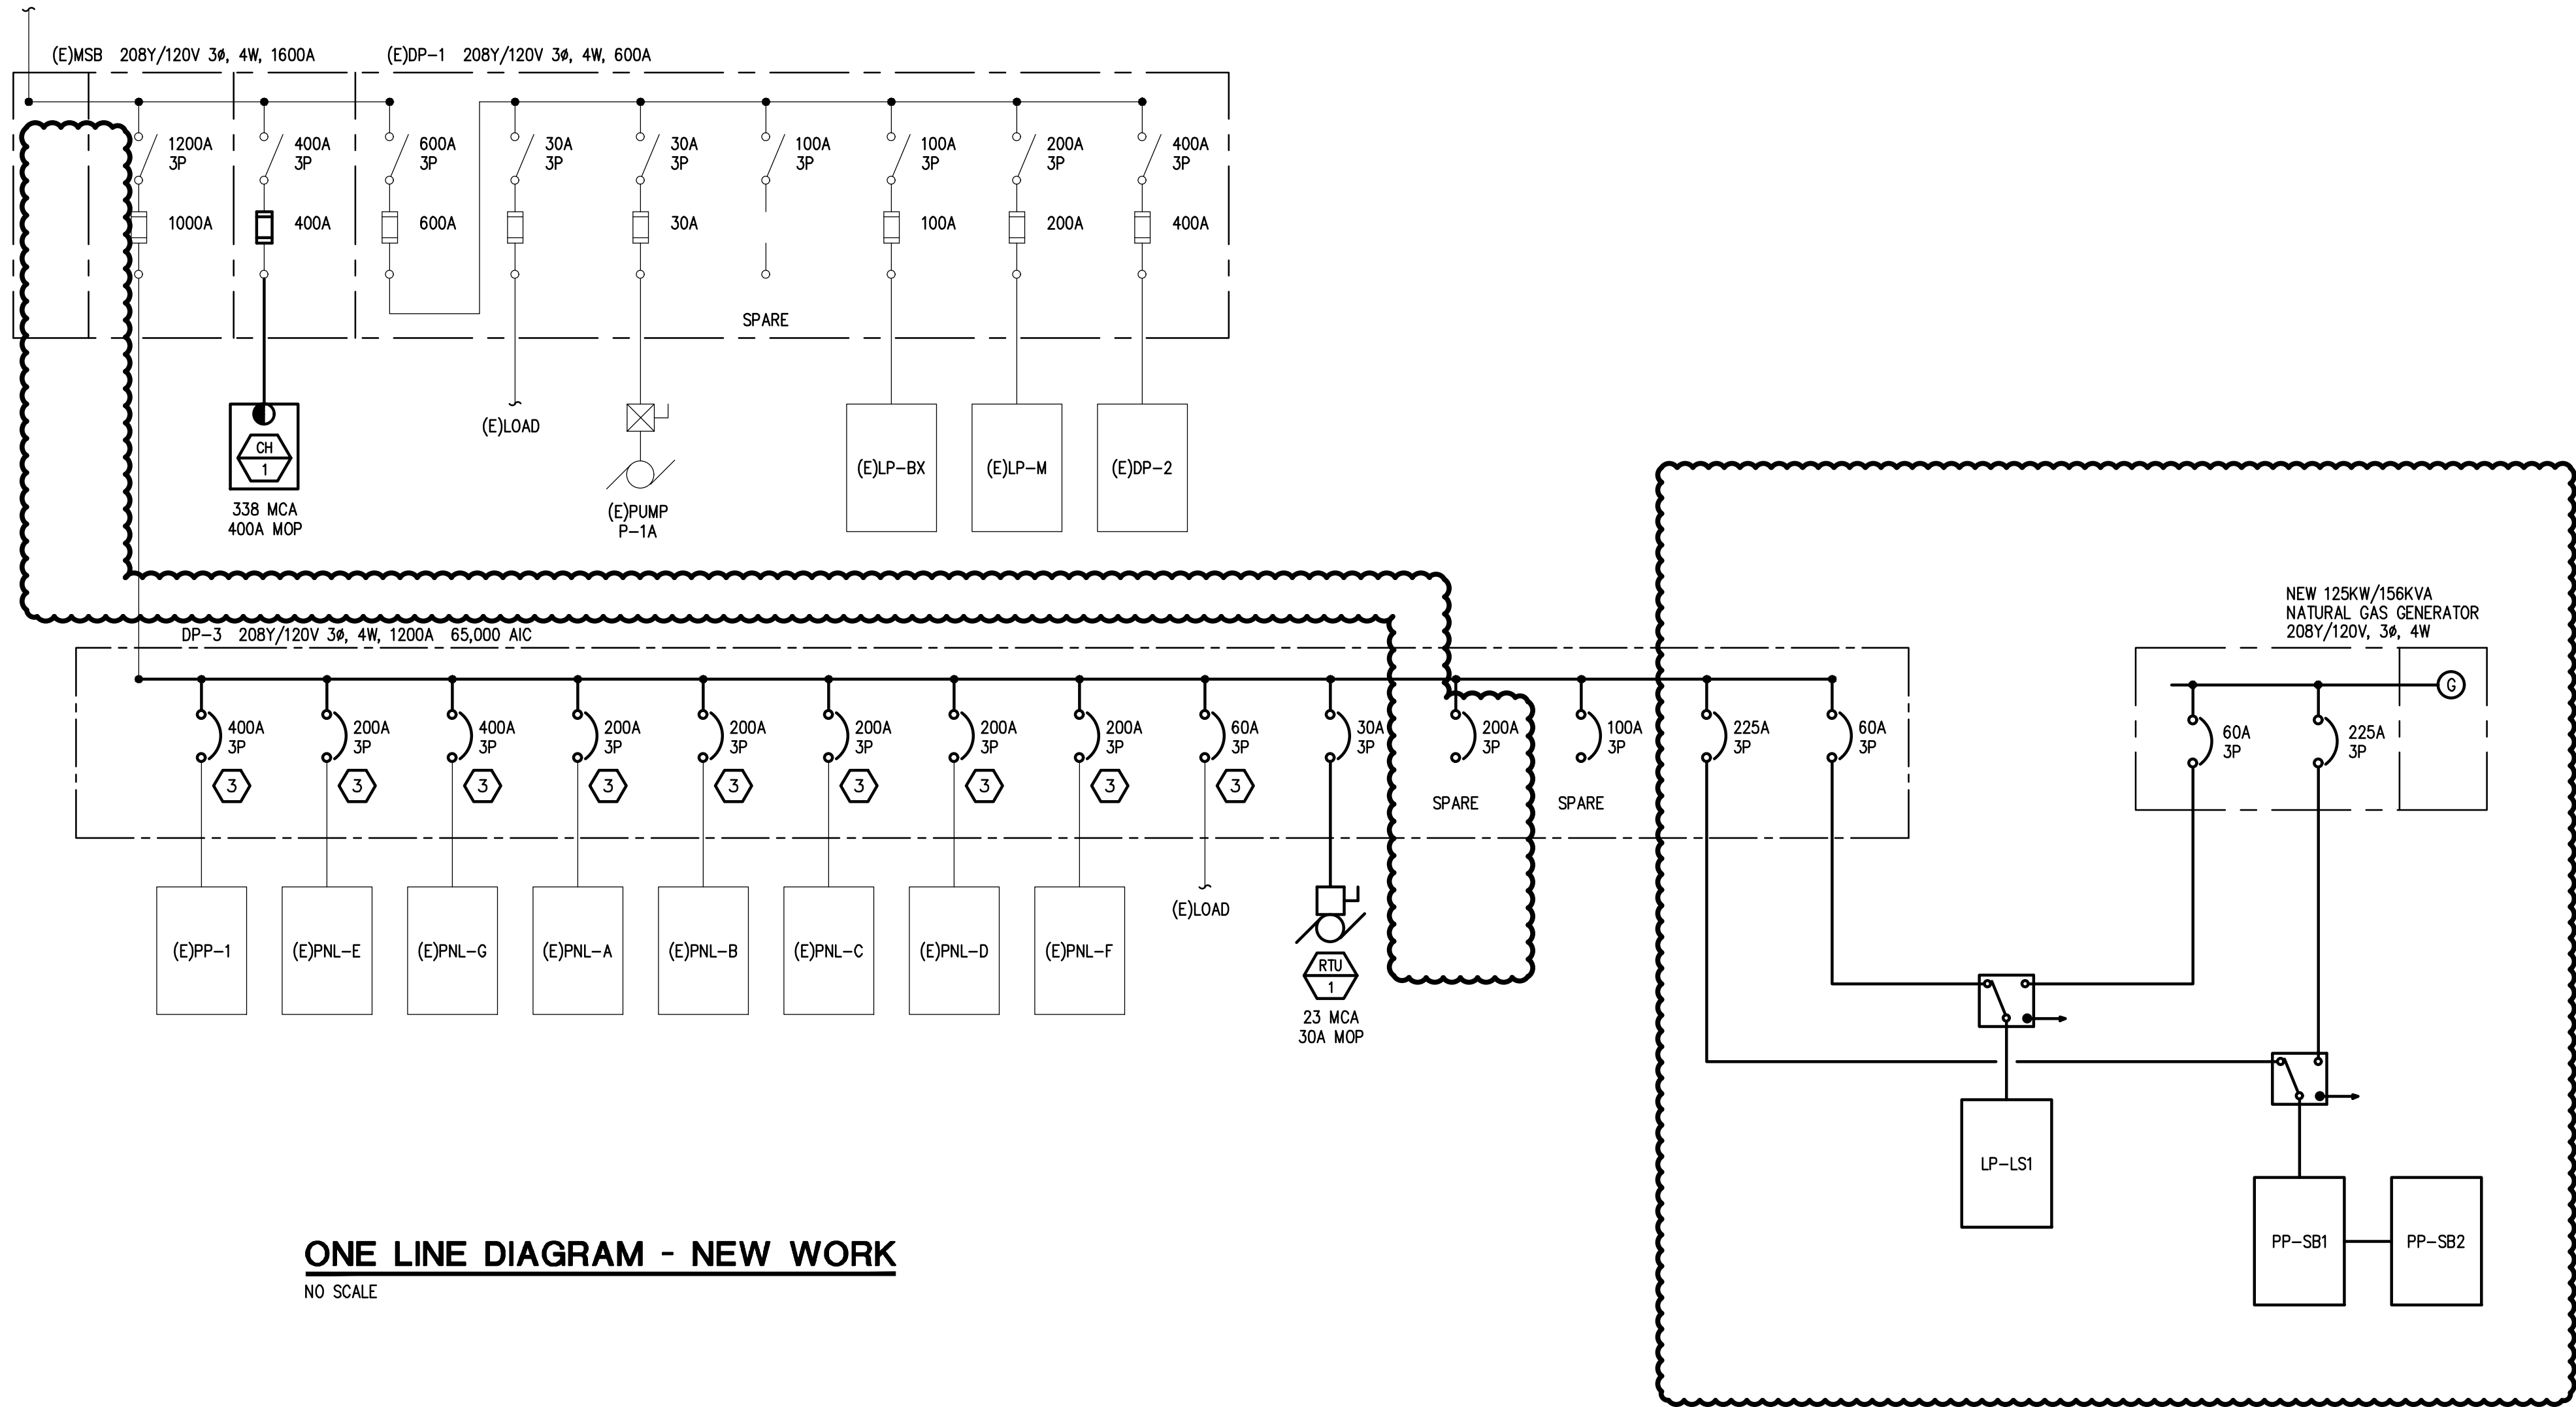 (E)MSB 208Y/120V 3ø, 4W, 1600A
(E)DP-1 208Y/120V 3ø, 4W, 600A
1200A
3P
1000A
400A
3P
400A
600A
3P
600A
30A
3P
30A
3P
30A
100A
3P
SPARE
100A
3P
100A
200A
3P
200A
400A
3P
400A
CH
1
338 MCA
400A MOP
(E)LOAD
(E)PUMP
P-1A
(E)LP-BX
(E)LP-M
(E)DP-2
DP-3 208Y/120V 3ø, 4W, 1200A 65,000 AIC
400A
3P
3
200A
3P
3
400A
3P
3
200A
3P
3
200A
3P
3
200A
3P
3
200A
3P
3
200A
3P
3
60A
3P
3
30A
3P
200A
3P
SPARE
100A
3P
SPARE
225A
3P
60A
3P
(E)PP-1
(E)PNL-E
(E)PNL-G
(E)PNL-A
(E)PNL-B
(E)PNL-C
(E)PNL-D
(E)PNL-F
(E)LOAD
RTU
1
23 MCA
30A MOP
NEW 125KW/156KVA
NATURAL GAS GENERATOR
208Y/120V, 3ø, 4W
G
60A
3P
225A
3P
LP-LS1
PP-SB1
PP-SB2
ONE LINE DIAGRAM - NEW WORK
NO SCALE